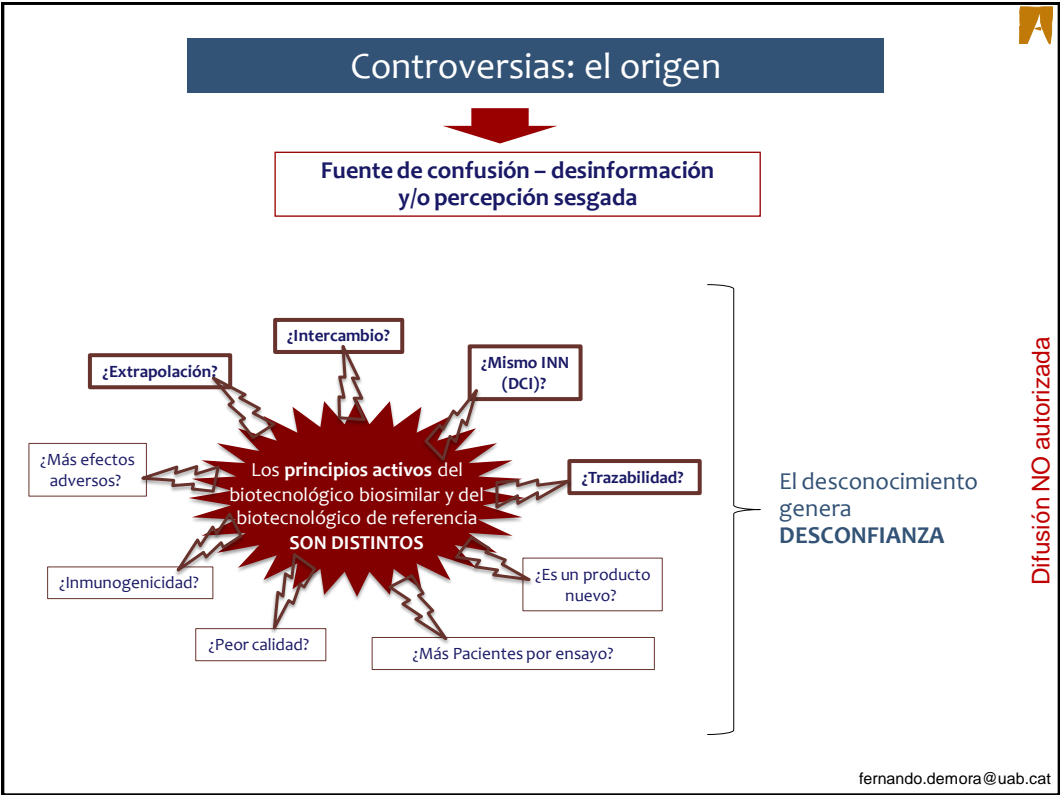 Controversias: el origen
Fuente de confusión – desinformación
y/o percepción sesgada
¿Intercambio?
¿Extrapolación?
¿Mismo INN
(DCI)?
¿Más efectos
adversos?
Los principios activos del
biotecnológico biosimilar y del
biotecnológico de referencia
SON DISTINTOS
¿Trazabilidad?
¿Inmunogenicidad?
¿Es un producto
nuevo?
¿Peor calidad?
¿Más Pacientes por ensayo?
El desconocimiento
genera
DESCONFIANZA
Difusión NO autorizada
fernando.demora@uab.cat